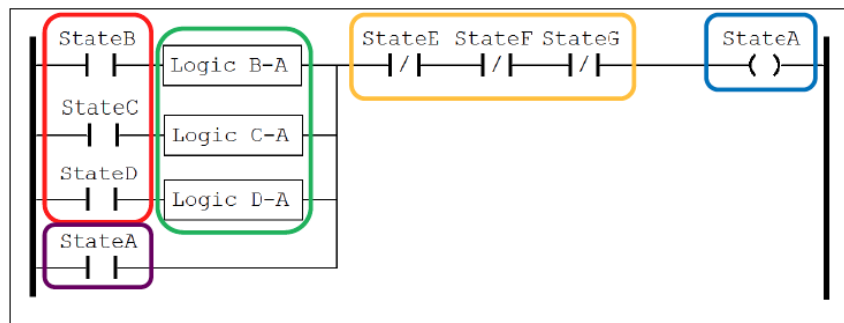 StateB StateE StateF StateG StateA
Logic B-A
StateC
Logic C-A
StateD
Logic D-A
StateA